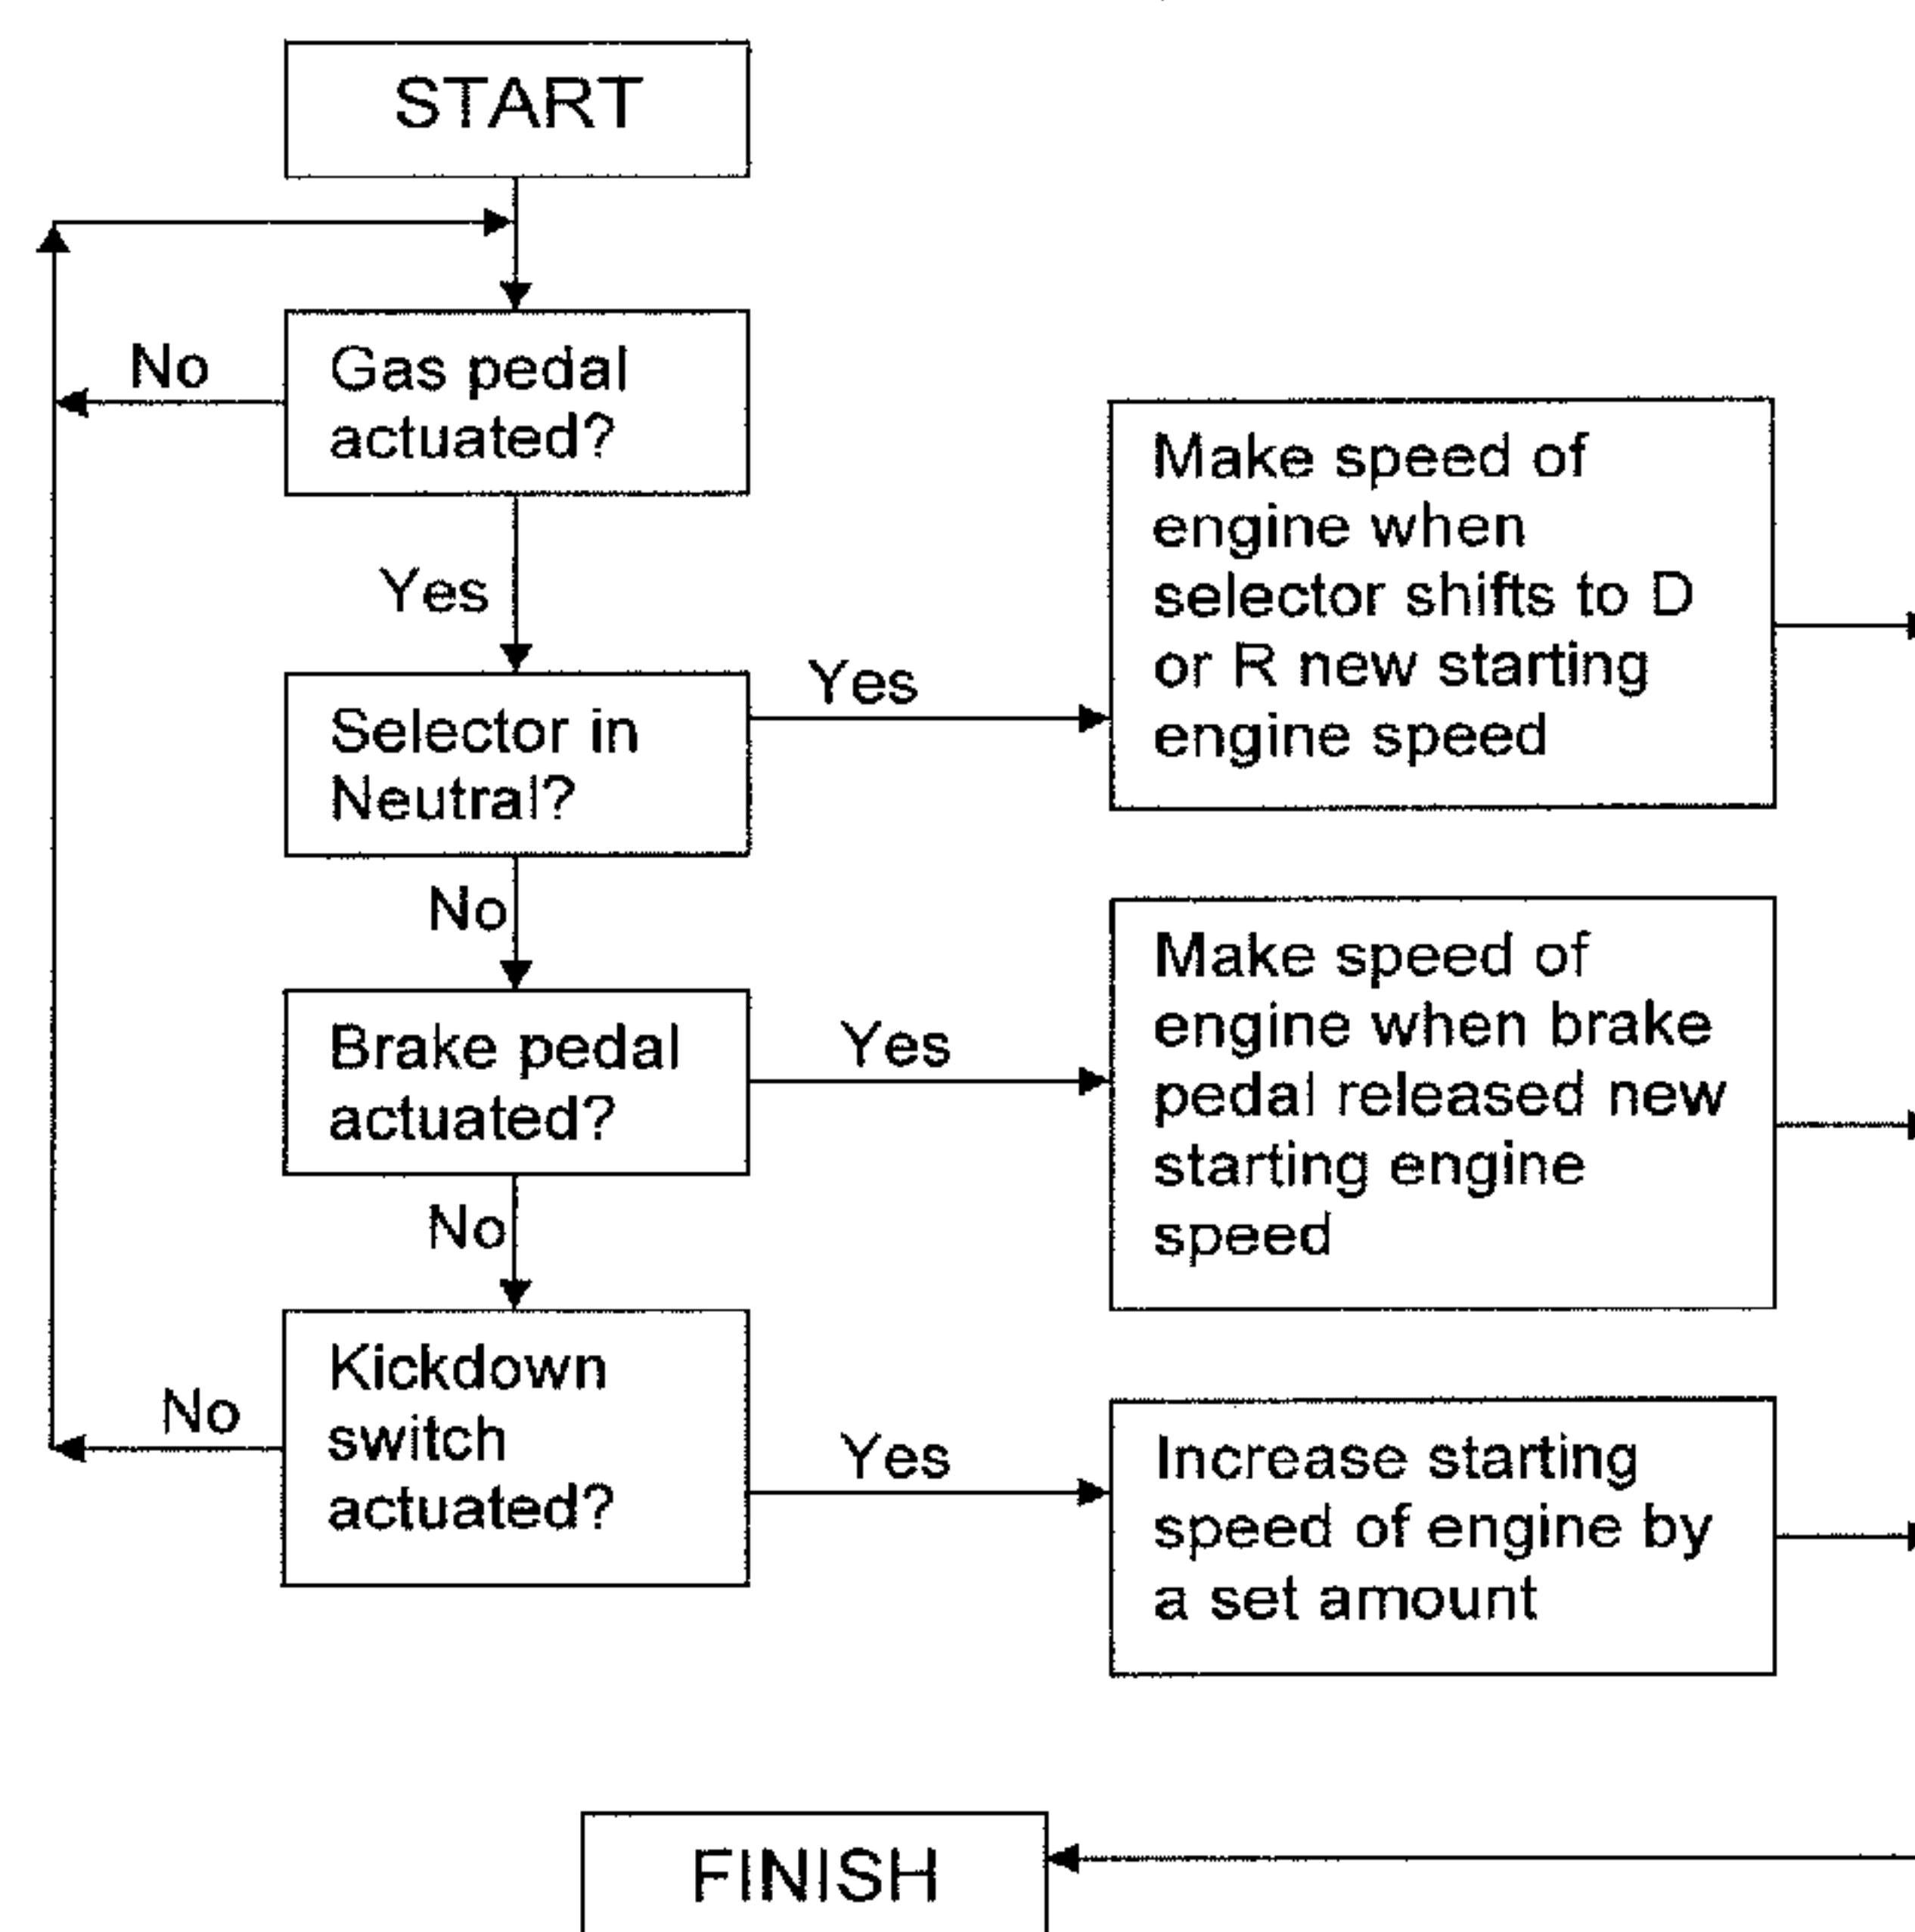 START
No
Gas pedal
actuated?
Yes
Selector in
Neutral?
Yes
Make speed of
engine when
selector shifts to D
or R new starting
engine speed
No
Brake pedal
actuated?
Yes
Make speed of
engine when brake
pedal released new
starting engine
speed
No
Kickdown
switch
actuated?
No
Yes
Increase starting
speed of engine by
a set amount
FINISH